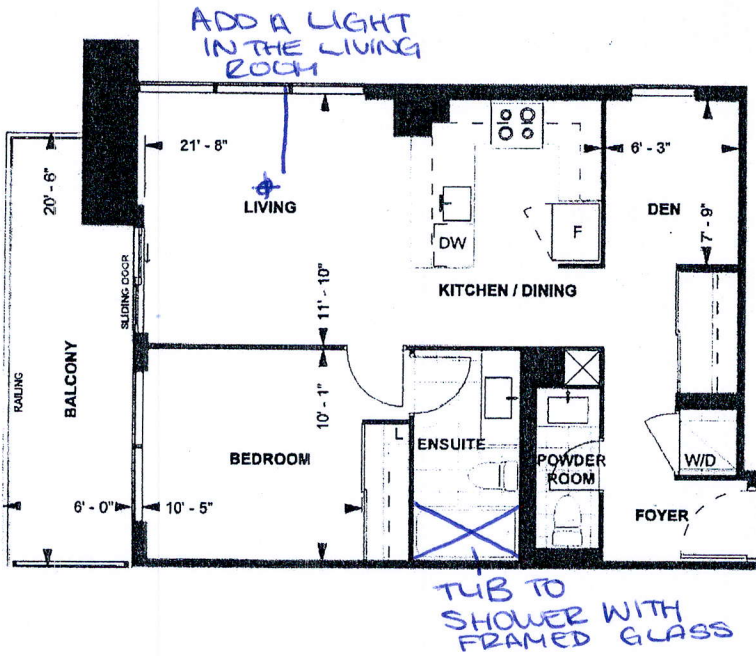 ADD A LIGHT
IN THE LIVING
ROOM
21' - 8"
6' - 3"
20' - 6"
LIVING
DEN
DW
F
7' - 9"
SLIDING DOOR
11' - 10"
KITCHEN / DINING
RAILING
BALCONY
10' - 1"
L
ENSUITE
BEDROOM
POWDER
ROOM
W/D
6' - 0"
10' - 5"
FOYER
TUB TO
SHOWER WITH
FRAMED GLASS